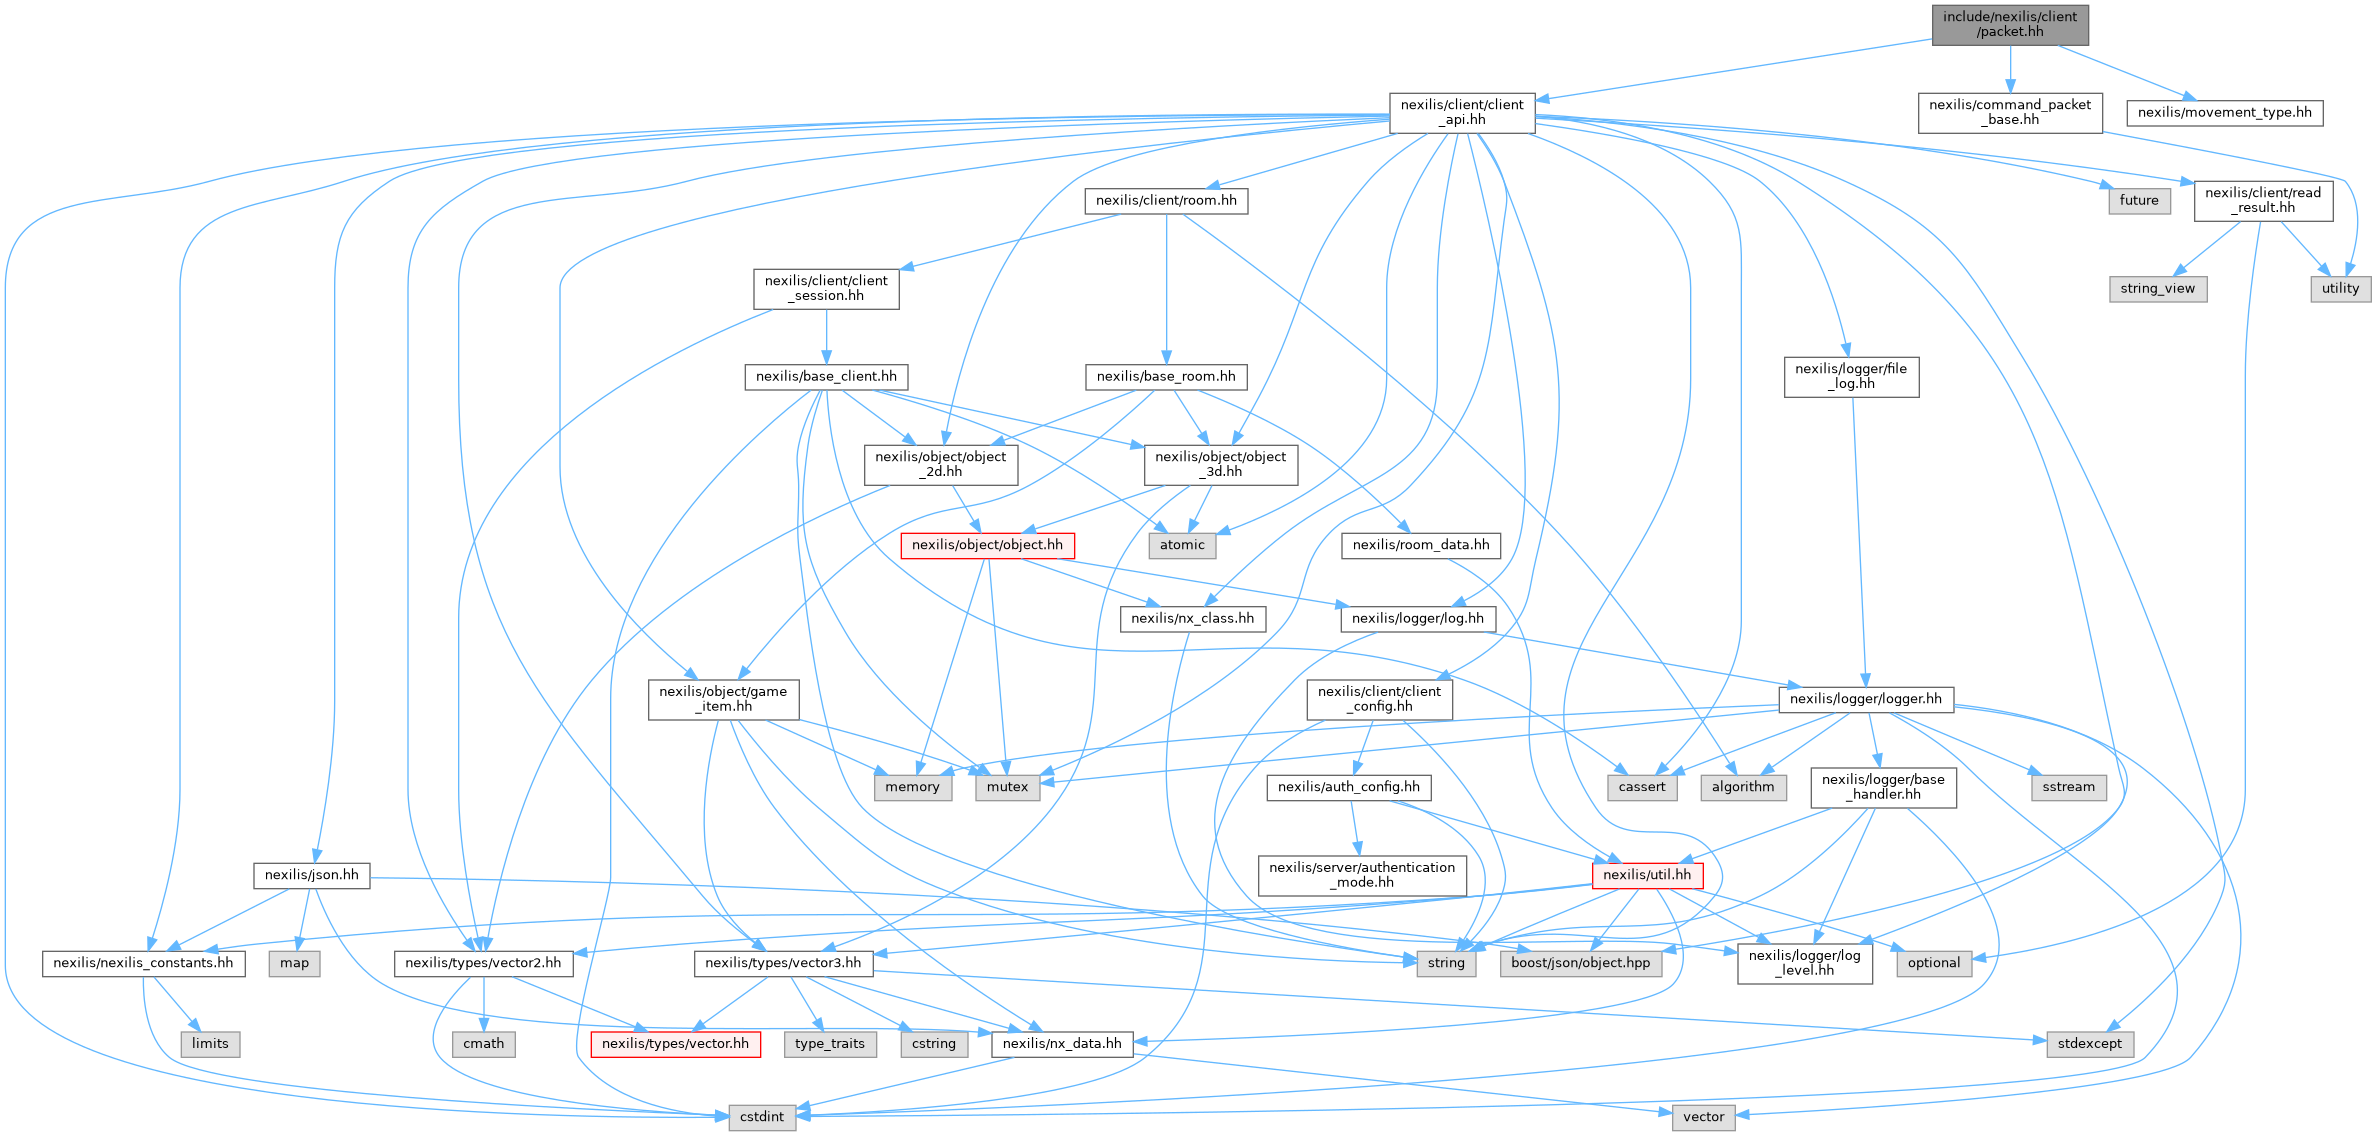 include/nexilis/client
/packet.hh
nexilis/client/client
_api.hh
nexilis/command_packet
_base.hh
nexilis/movement_type.hh
nexilis/client/room.hh
future
nexilis/client/read
_result.hh
nexilis/client/client
_session.hh
string_view
utility
nexilis/base_client.hh
nexilis/base_room.hh
nexilis/logger/file
_log.hh
nexilis/object/object
_2d.hh
nexilis/object/object
_3d.hh
nexilis/object/object.hh
atomic
nexilis/room_data.hh
nexilis/nx_class.hh
nexilis/logger/log.hh
nexilis/object/game
_item.hh
nexilis/client/client
_config.hh
nexilis/logger/logger.hh
memory
mutex
nexilis/auth_config.hh
cassert
algorithm
nexilis/logger/base
_handler.hh
sstream
nexilis/json.hh
nexilis/server/authentication
_mode.hh
nexilis/util.hh
nexilis/nexilis_constants.hh
map
nexilis/types/vector2.hh
nexilis/types/vector3.hh
string
boost/json/object.hpp
nexilis/logger/log
_level.hh
optional
limits
cmath
nexilis/types/vector.hh
type_traits
cstring
nexilis/nx_data.hh
stdexcept
cstdint
vector